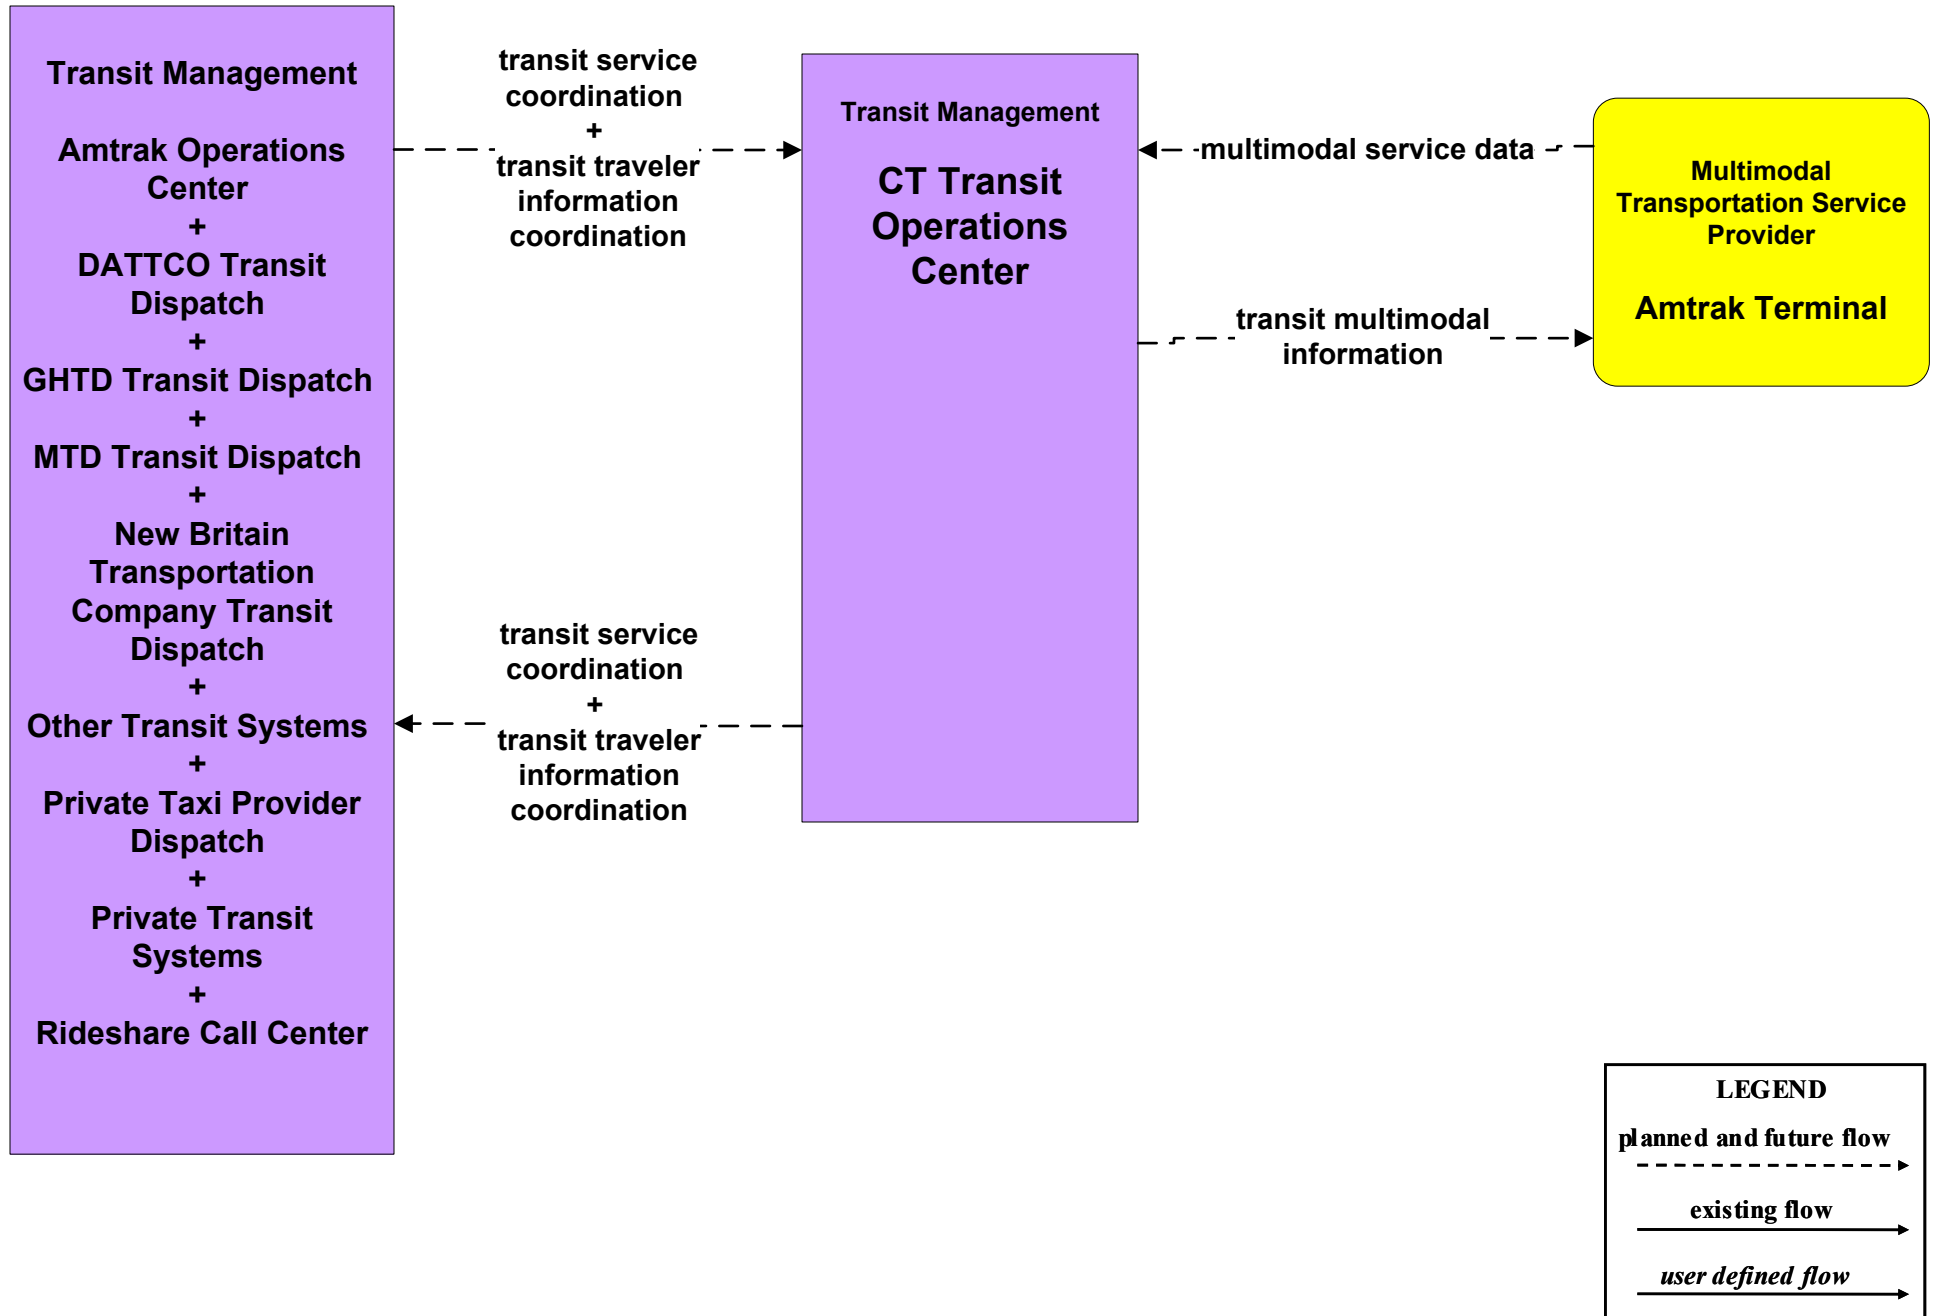 Transit Management
Amtrak Operations
Center
+
DATTCO Transit
Dispatch
+
GHTD Transit Dispatch
+
MTD Transit Dispatch
+
New Britain
Transportation
Company Transit
Dispatch
+
Other Transit Systems
+
Private Taxi Provider
Dispatch
+
Private Transit
Systems
+
Rideshare Call Center
transit service
coordination
+
transit traveler
information
coordination
transit service
coordination
+
transit traveler
information
coordination
Transit Management
CT Transit
Operations
Center
multimodal service data
transit multimodal
information
Multimodal
Transportation Service
Provider
Amtrak Terminal
LEGEND
planned and future flow
existing flow
user defined flow